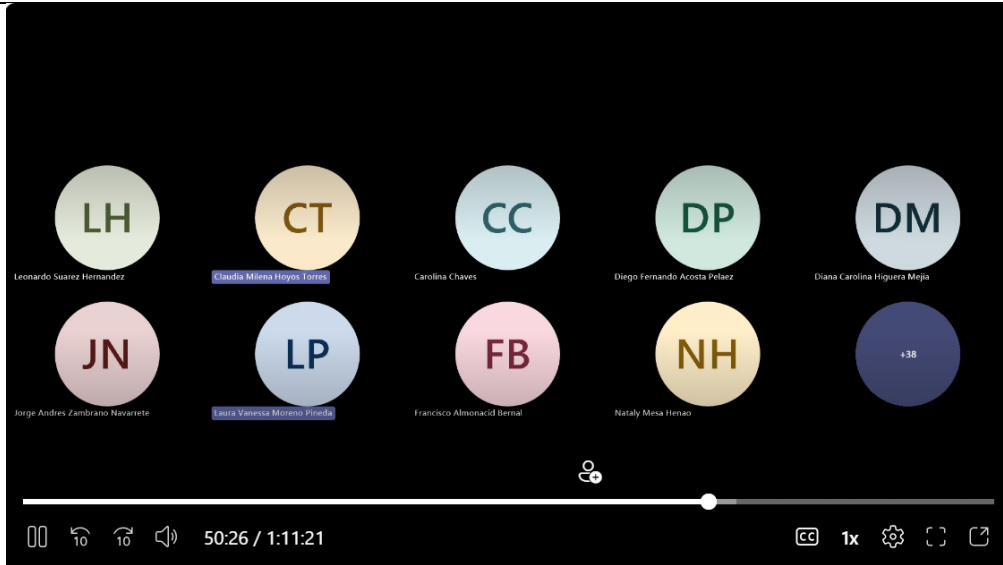 LH CT CC DP DM
Leonardo Suarez Hernandez Claudia Milena Hoyos Torres Carolina Chaves Diego Fernando Acosta Pelaez Diana Carolina Higuera Mejia
JN LP FB NH +38
Jorge Andres Zambrano Navarrete Laura Vanessa Moreno Pineda Francisco Almonacid Bernal Nataly Mesa Henao
10 10 50:26 / 1:11:21 CC 1x